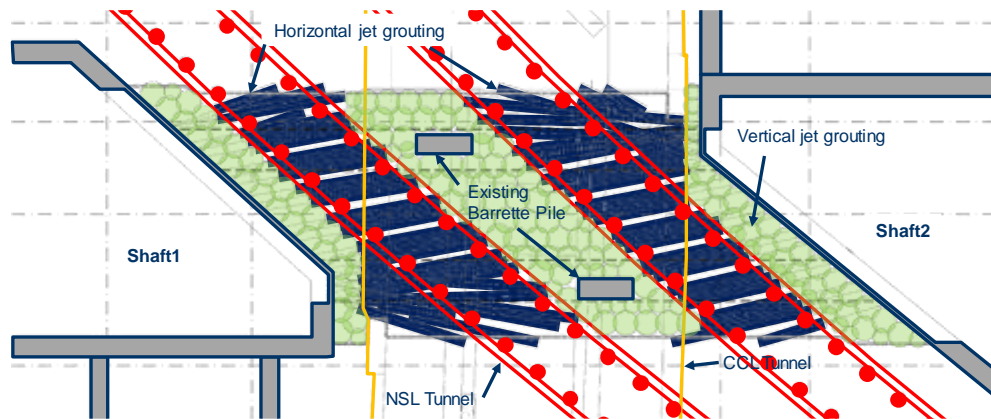 Horizontal jet grouting
Vertical jet grouting
Existing
Barrette Pile
Shaft1
Shaft2
CCL Tunnel
NSL Tunnel